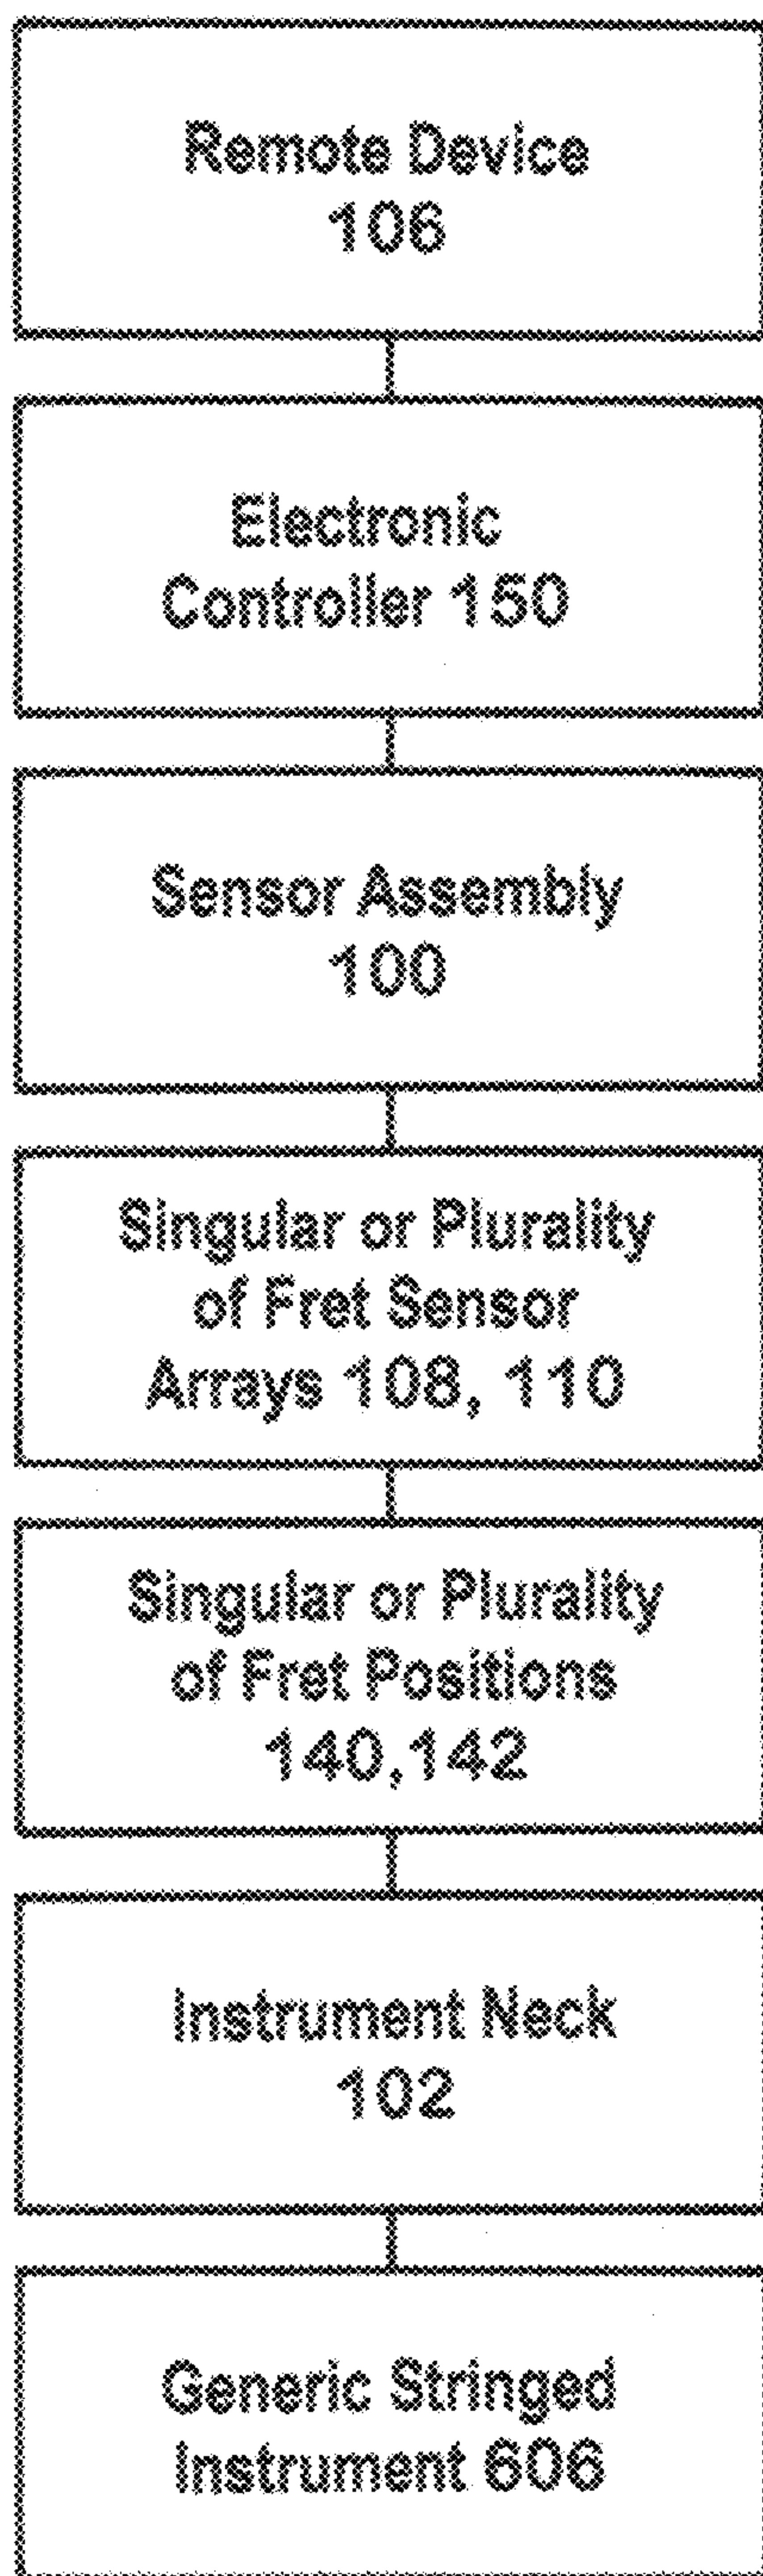 Remote Device
106
Electronic
Controller 150
Sensor Assembly
100
Singular or Plurality
of Fret Sensor
Arrays 108, 110
Singular or Plurality
of Fret Positions
140,142
Instrument Neck
102
Generic Stringed
Instrument 606